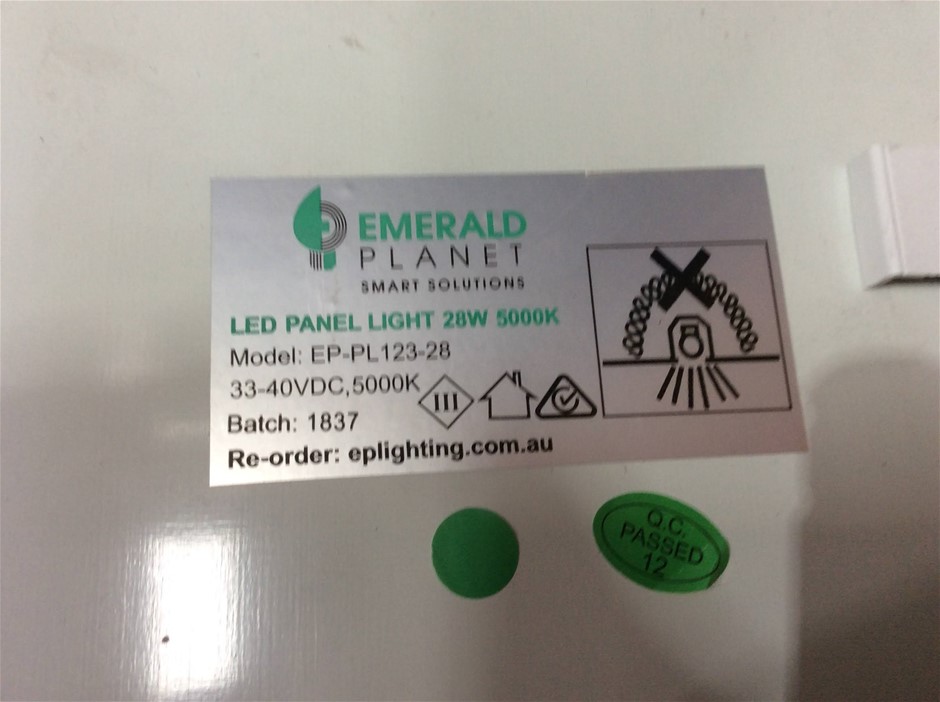 EMERALD
PLANET
SMART SOLUTIONS
LED PANEL LIGHT 28W 5000K
Model: EP-PL123-28
33-40VDC,5000K
III
Batch: 1837
Re-order: eplighting.com.au
Q.C.
PASSED
12